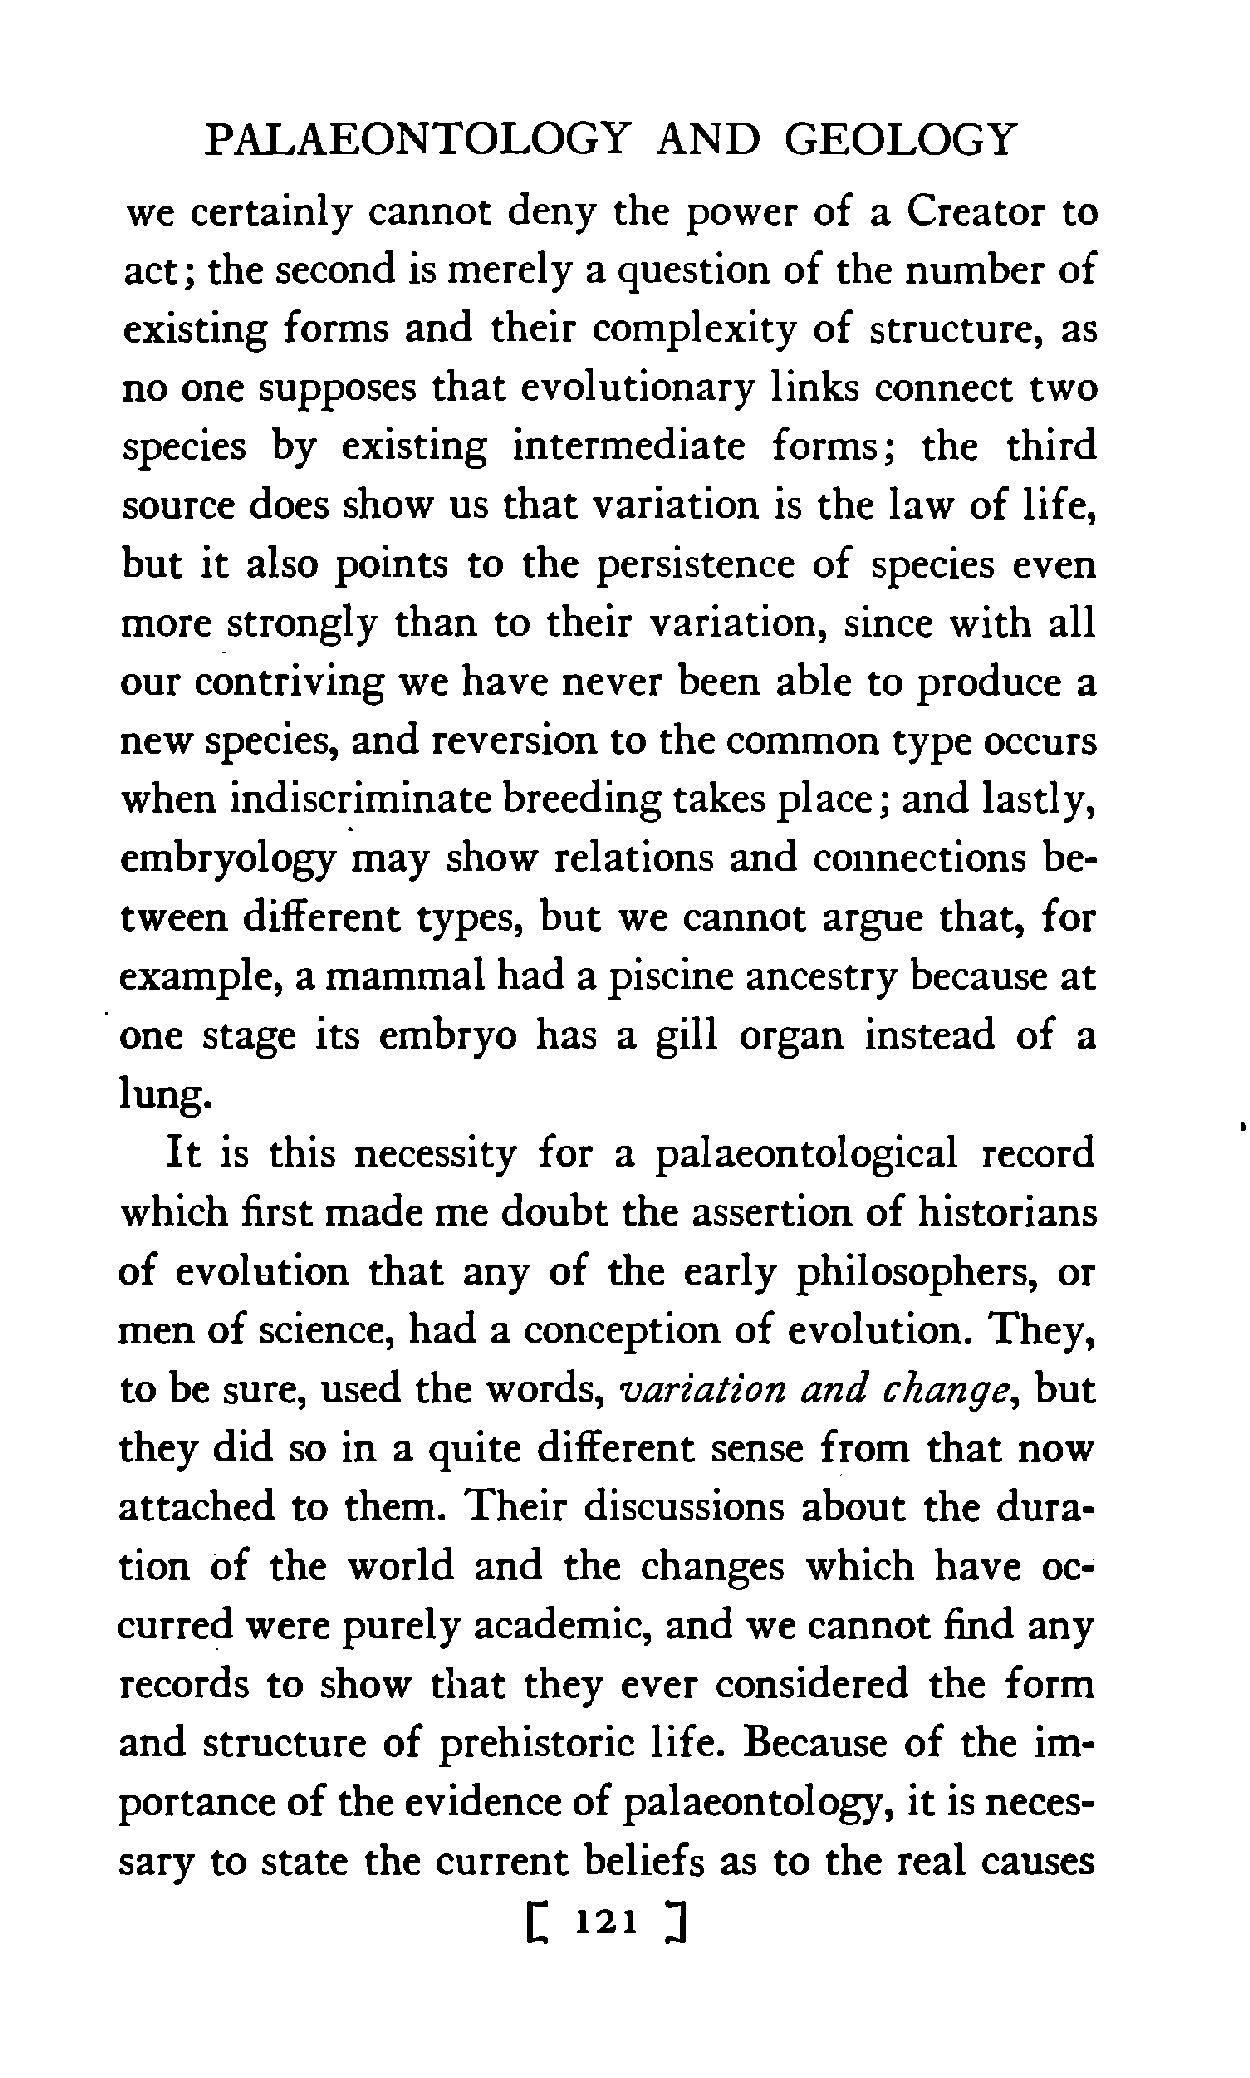 PALAEONTOLOGY AND GEOLOGY
we certainly cannot deny the power of a Creator to
act; the second is merely a question of the number of
existing forms and their complexity of structure, as
no one supposes that evolutionary links connect two
species by existing intermediate forms; the third
source does show us that variation is the law of life,
but it also points to the persistence of species even
more strongly than to their variation, since with all
our contriving we have never been able to produce a
new species, and reversion to the common type occurs
when indiscriminate breeding takes place; and lastly,
embryology may show relations and connections be-
tween different types, but we cannot argue that, for
example, a mammal had a piscine ancestry because at
one stage its embryo has a gill organ instead of a
lung.
It is this necessity for a palaeontological record
which first made me doubt the assertion of historians
of evolution that any of the early philosophers, or
men of science, had a conception of evolution. They,
to be sure, used the words, variation and change, but
they did so in a quite different sense from that now
attached to them. Their discussions about the dura-
tion of the world and the changes which have oc-
curred were purely academic, and we cannot find any
records to show that they ever considered the form
and structure of prehistoric life. Because of the im-
portance of the evidence of palaeontology, it is neces-
sary to state the current beliefs as to the real causes
[ 121 ]